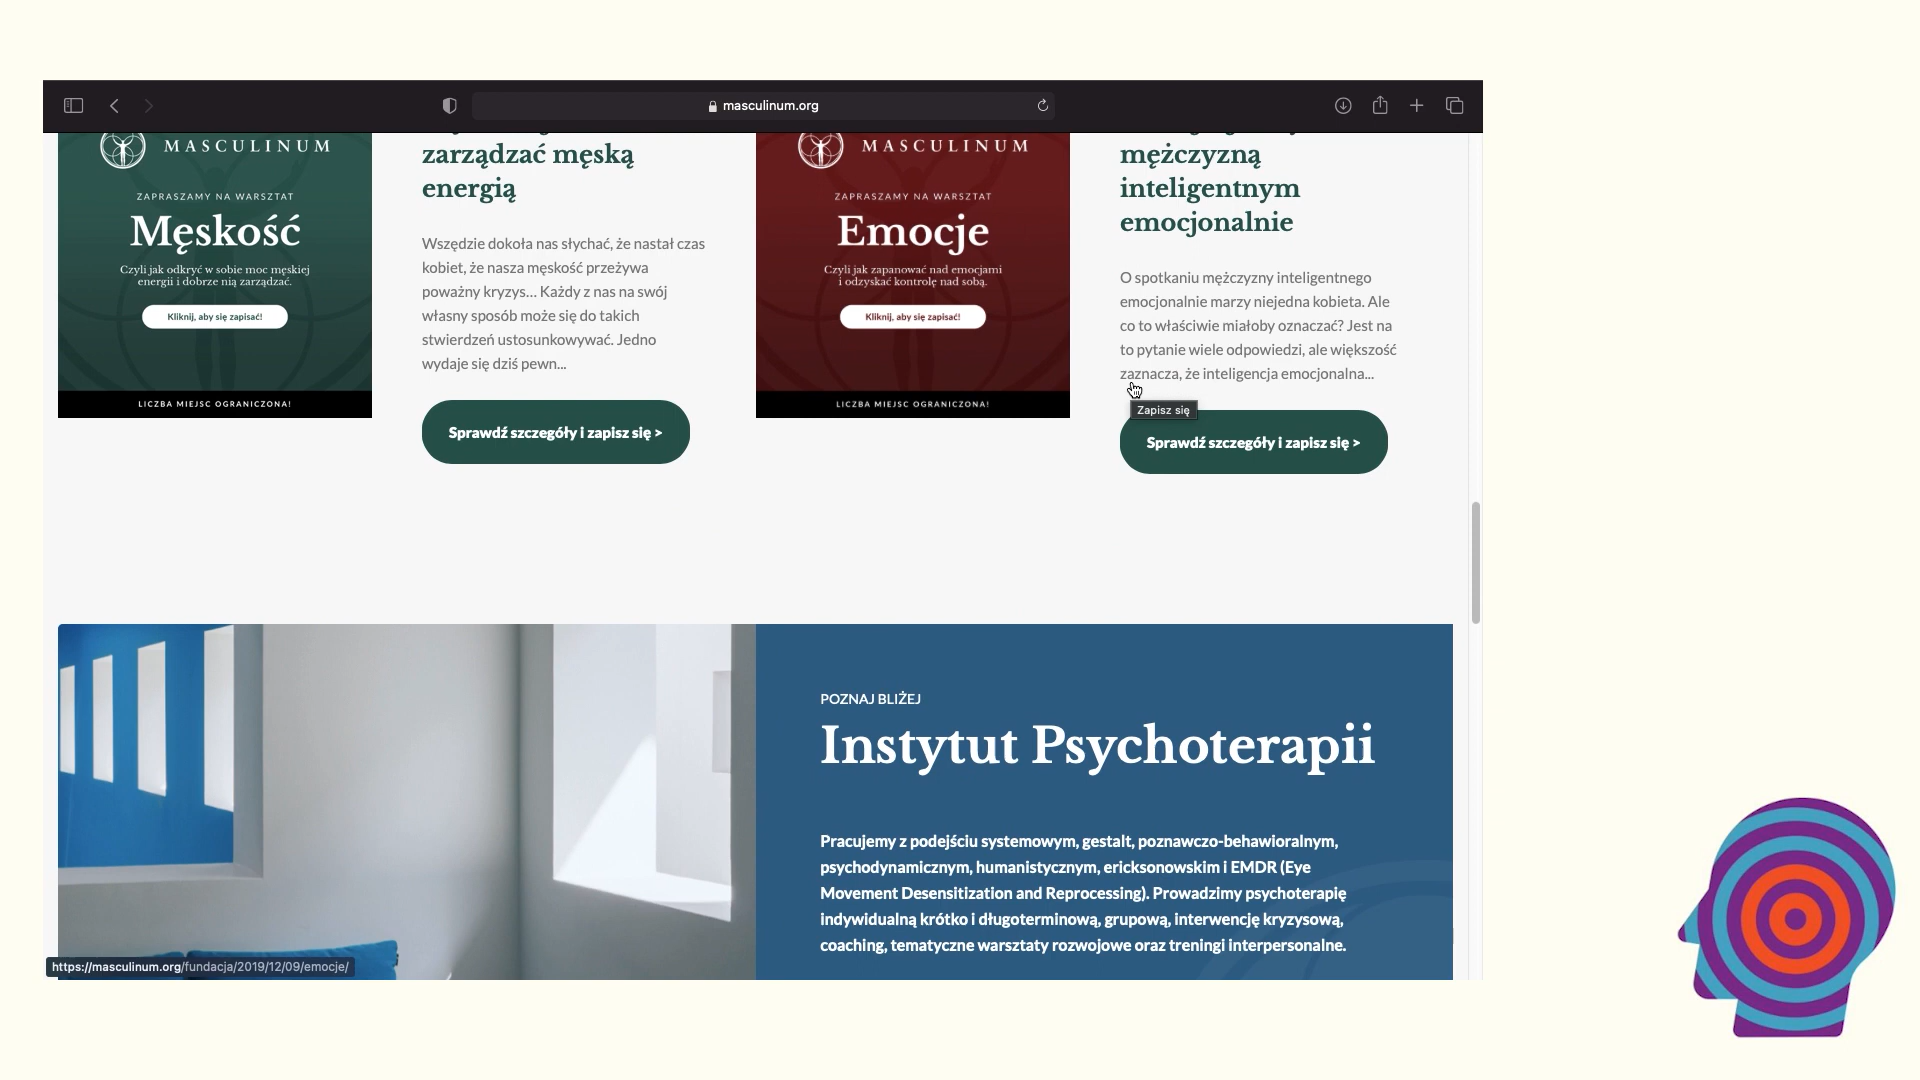 masculinum.org
MASCULINUM
ZAPRASZAMY NA WARSZTAT
Męskość
Czyli jak odkryć w sobie moc męskiej
energii i dobrze nią zarządzać.
Kliknij, aby się zapisać!
LICZBA MIEJSC OGRANICZONA!
zarządzać męską
energią
Wszędzie dokoła nas słychać, że nastał czas
kobiet, że nasza męskość przeżywa
poważny kryzys... Każdy z nas na swój
własny sposób może się do takich
stwierdzeń ustosunkowywać. Jedno
wydaje się dziś pewn...
Sprawdź szczegóły i zapisz się >
MASCULINUM
ZAPRASZAMY NA WARSZTAT
Emocje
Czyli jak zapanować nad emocjami
i odzyskać kontrolę nad sobą.
Kliknij, aby się zapisać!
LICZBA MIEJSC OGRANICZONA!
mężczyzną
inteligentnym
emocjonalnie
O spotkaniu mężczyzny inteligentnego
emocjonalnie marzy niejedna kobieta. Ale
co to właściwie miałoby oznaczać? Jest na
to pytanie wiele odpowiedzi, ale większość
zaznacza, że inteligencja emocjonalna...
Zapisz się
Sprawdź szczegóły i zapisz się >
POZNAJ BLIŻEJ
Instytut Psychoterapii
Pracujemy z podejściu systemowym, gestalt, poznawczo-behawioralnym,
psychodynamicznym, humanistycznym, ericksonowskim i EMDR (Eye
Movement Desensitization and Reprocessing). Prowadzimy psychoterapię
indywidualną krótko i długoterminową, grupową, interwencję kryzysową,
coaching, tematyczne warsztaty rozwojowe oraz treningi interpersonalne.
https://masculinum.org/fundacja/2019/12/09/emocje/